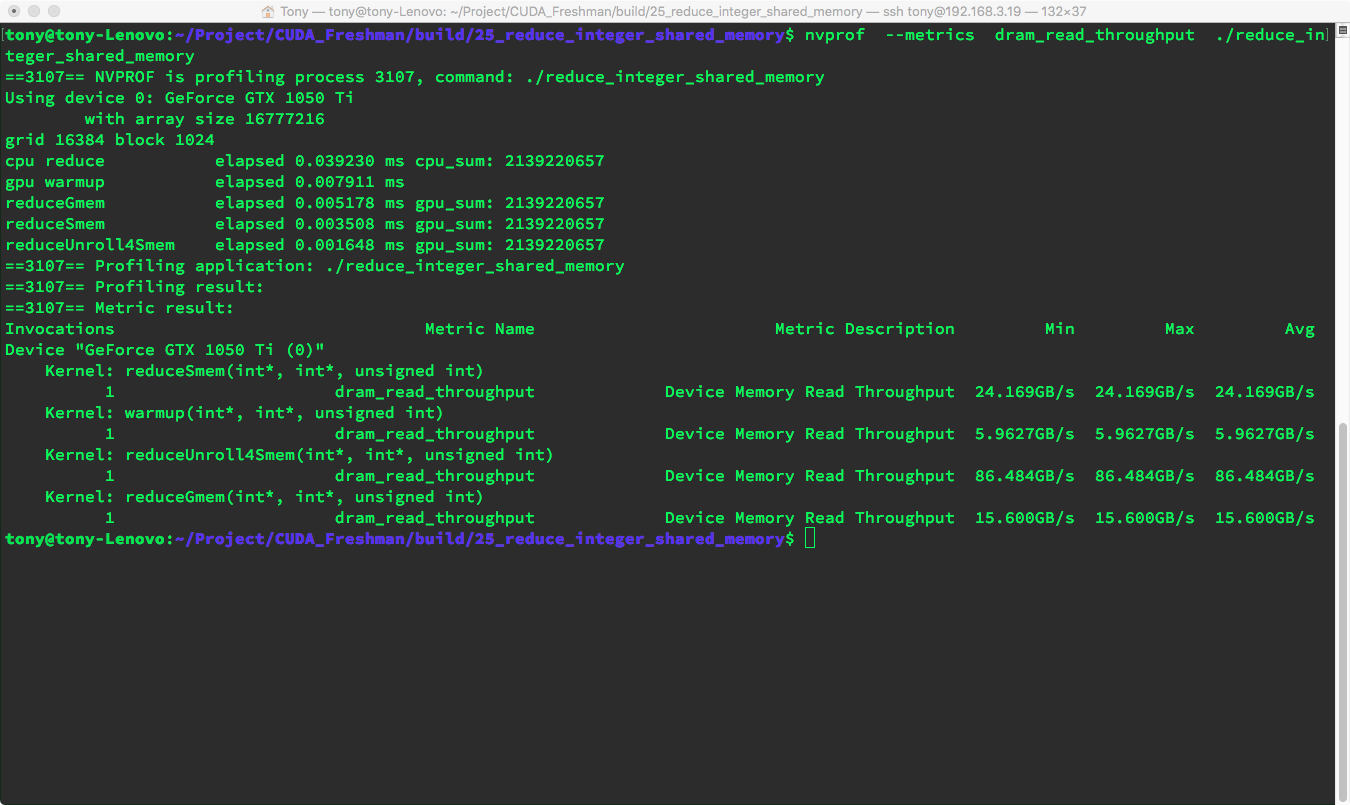 Tony — tony@tony-Lenovo: ~/Project/CUDA_Freshman/build/25_reduce_integer_shared_memory — ssh tony@192.168.3.19 — 132×37
[tony@tony-Lenovo:~/Project/CUDA_Freshman/build/25_reduce_integer_shared_memory$ nvprof  --metrics  dram_read_throughput  ./reduce_in]
teger_shared_memory
==3107== NVPROF is profiling process 3107, command: ./reduce_integer_shared_memory
Using device 0: GeForce GTX 1050 Ti
        with array size 16777216
grid 16384 block 1024
cpu reduce           elapsed 0.039230 ms cpu_sum: 2139220657
gpu warmup           elapsed 0.007911 ms
reduceGmem           elapsed 0.005178 ms gpu_sum: 2139220657
reduceSmem           elapsed 0.003508 ms gpu_sum: 2139220657
reduceUnroll4Smem    elapsed 0.001648 ms gpu_sum: 2139220657
==3107== Profiling application: ./reduce_integer_shared_memory
==3107== Profiling result:
==3107== Metric result:
Invocations                               Metric Name                        Metric Description         Min         Max         Avg
Device "GeForce GTX 1050 Ti (0)"
    Kernel: reduceSmem(int*, int*, unsigned int)
          1                      dram_read_throughput             Device Memory Read Throughput  24.169GB/s  24.169GB/s  24.169GB/s
    Kernel: warmup(int*, int*, unsigned int)
          1                      dram_read_throughput             Device Memory Read Throughput  5.9627GB/s  5.9627GB/s  5.9627GB/s
    Kernel: reduceUnroll4Smem(int*, int*, unsigned int)
          1                      dram_read_throughput             Device Memory Read Throughput  86.484GB/s  86.484GB/s  86.484GB/s
    Kernel: reduceGmem(int*, int*, unsigned int)
          1                      dram_read_throughput             Device Memory Read Throughput  15.600GB/s  15.600GB/s  15.600GB/s
tony@tony-Lenovo:~/Project/CUDA_Freshman/build/25_reduce_integer_shared_memory$